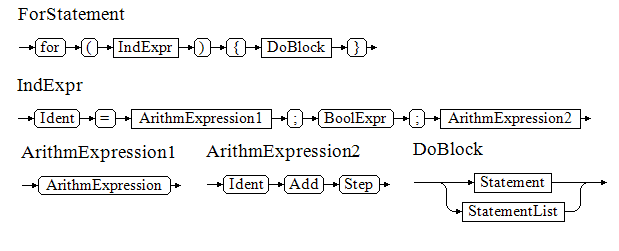 ForStatement
for ( IndExpr ) { DoBlock }
IndExpr
Ident = ArithmExpression1 ; BoolExpr ; ArithmExpression2
ArithmExpression1 ArithmExpression2 DoBlock
ArithmExpression Ident Add Step Statement
StatementList